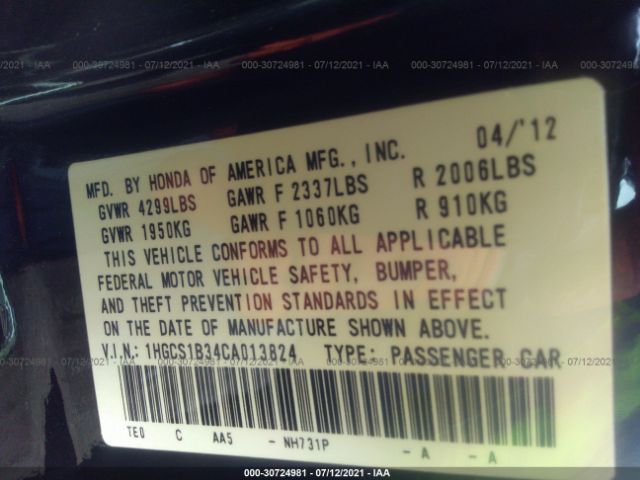 000-30724981 - 07/12/2021 - IAA
MFD. BY HONDA OF AMERICA MFG., INC. 04/'12
GVWR 4299LBS GAWR F 2337LBS R 2006LBS
GVWR 1950KG GAWR F 1060KG R 910KG
THIS VEHICLE CONFORMS TO ALL APPLICABLE
FEDERAL MOTOR VEHICLE SAFETY, BUMPER,
AND THEFT PREVENTION STANDARDS IN EFFECT
ON THE DATE OF MANUFACTURE SHOWN ABOVE.
V.I.N.: 1HGCS1B34CA013824 TYPE: PASSENGER CAR
TE0 C AA5 - NH731P - A - A
000-30724981 - 07/12/2021 - IAA